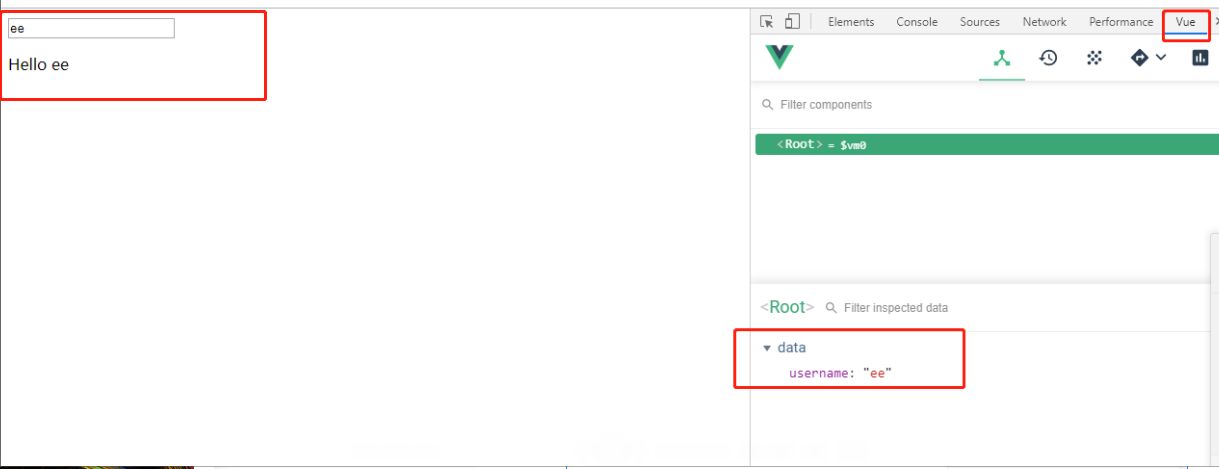 ee
Hello ee
Elements Console Sources Network Performance Vue
Filter components
<Root> = $vm0
<Root> Filter inspected data
data
username: "ee"